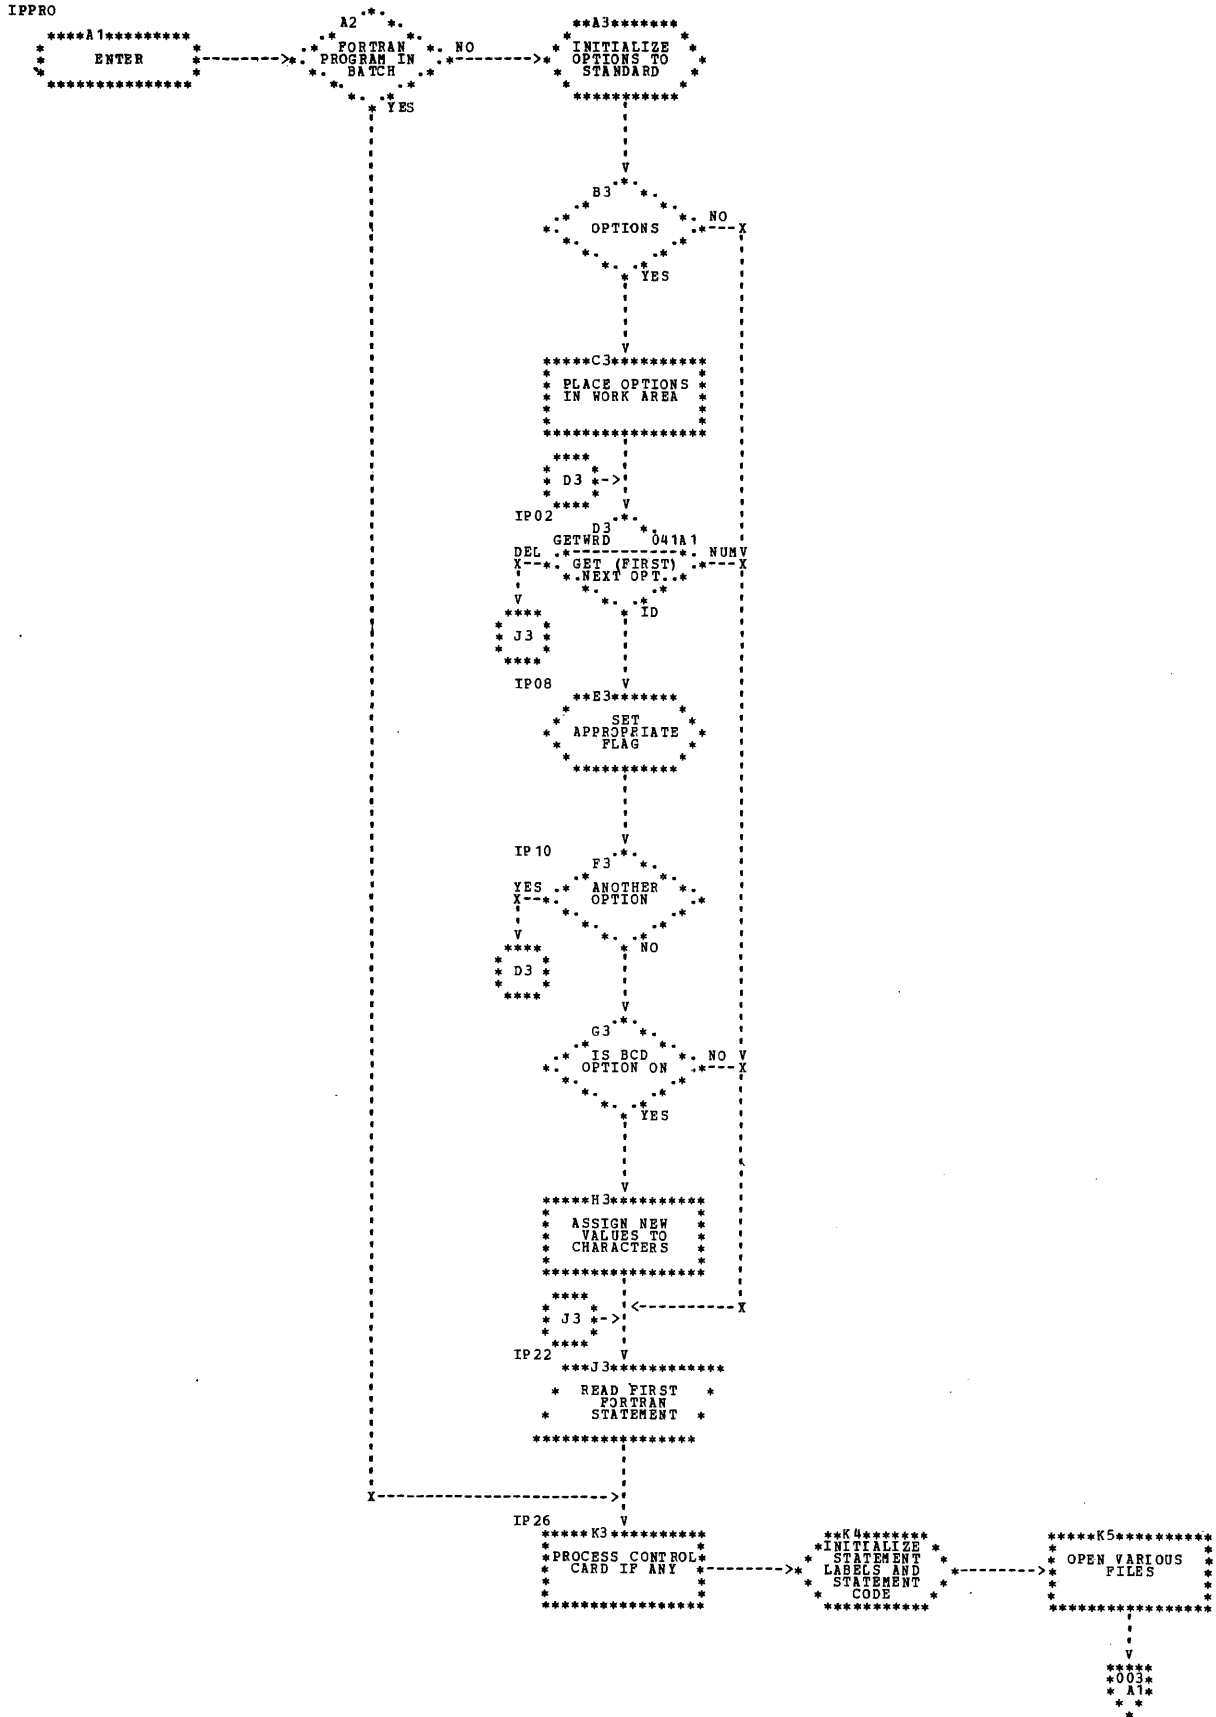 IPPRO
A1
ENTER
A2
FORTRAN
PROGRAM IN
BATCH
NO
YES
A3
INITIALIZE
OPTIONS TO
STANDARD
B3
OPTIONS
NO
YES
C3
PLACE OPTIONS
IN WORK AREA
D3
IP02
D3
GETWRD 041A1
DEL
GET (FIRST)
NEXT OPT.
NUM
ID
J3
IP08
E3
SET
APPROPRIATE
FLAG
IP10
F3
YES
ANOTHER
OPTION
NO
D3
G3
IS BCD
OPTION ON
NO
YES
H3
ASSIGN NEW
VALUES TO
CHARACTERS
J3
IP22
J3
READ FIRST
FORTRAN
STATEMENT
IP26
K3
PROCESS CONTROL
CARD IF ANY
K4
INITIALIZE
STATEMENT
LABELS AND
STATEMENT
CODE
K5
OPEN VARIOUS
FILES
003
A1